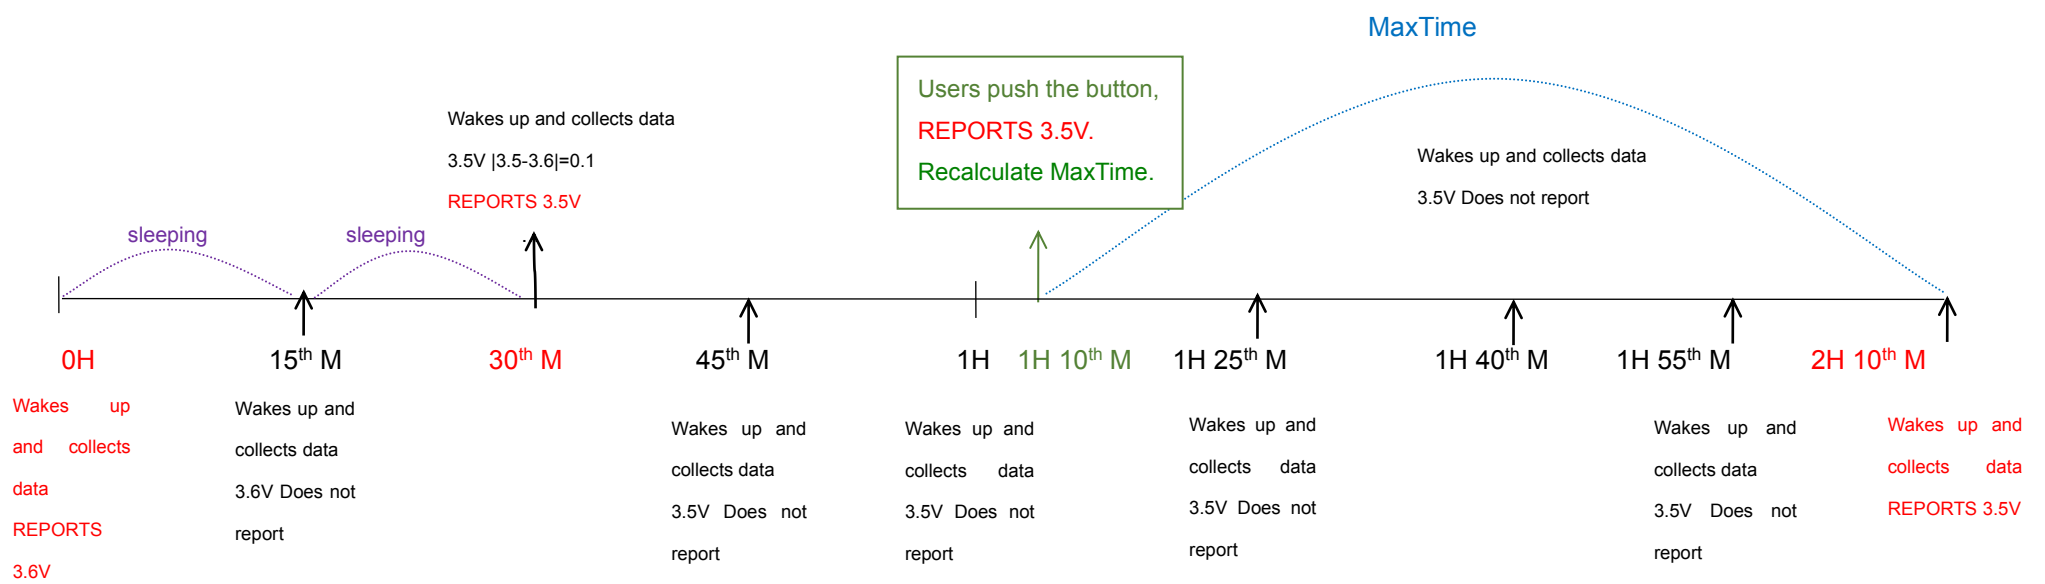 MaxTime
Users push the button,
REPORTS 3.5V.
Recalculate MaxTime.
Wakes up and collects data
3.5V |3.5-3.6|=0.1
REPORTS 3.5V
Wakes up and collects data
3.5V Does not report
sleeping
sleeping
0H
15th M
30th M
45th M
1H
1H 10th M
1H 25th M
1H 40th M
1H 55th M
2H 10th M
Wakes up
and collects
data
REPORTS
3.6V
Wakes up and
collects data
3.6V Does not
report
Wakes up and
collects data
3.5V Does not
report
Wakes up and
collects data
3.5V Does not
report
Wakes up and
collects data
3.5V Does not
report
Wakes up and
collects data
3.5V Does not
report
Wakes up and
collects data
REPORTS 3.5V